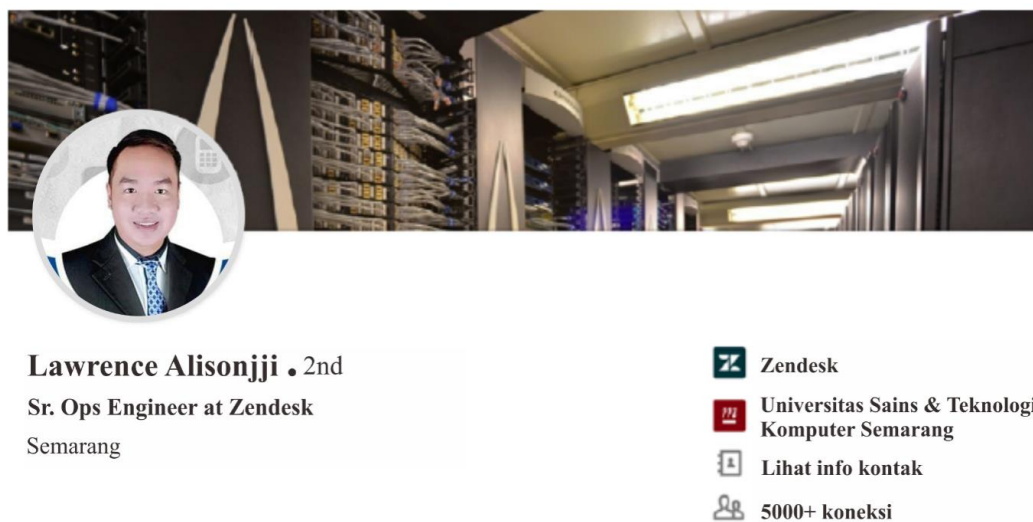 Lawrence Alisonjji . 2nd
Sr. Ops Engineer at Zendesk
Semarang
Zendesk
Universitas Sains & Teknologi
Komputer Semarang
Lihat info kontak
5000+ koneksi